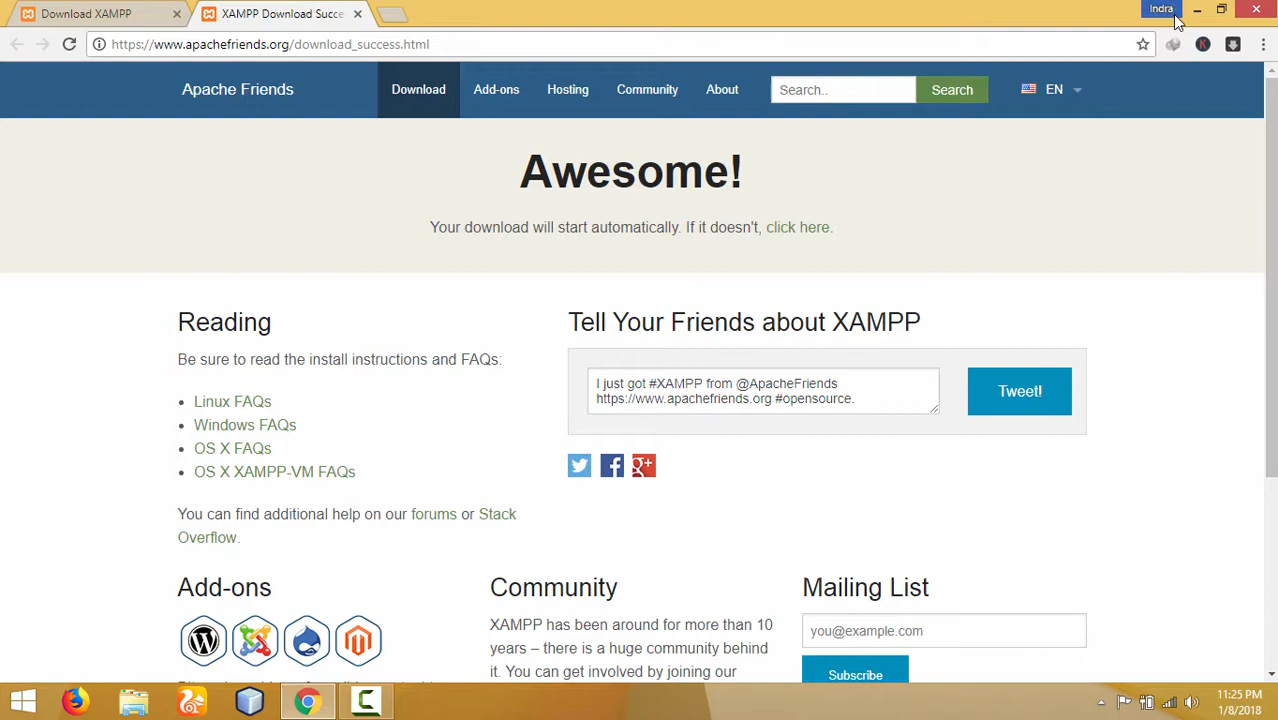 Download XAMPP
XAMPP Download Succe
Indra
https://www.apachefriends.org/download_success.html
Apache Friends
Download
Add-ons
Hosting
Community
About
Search..
Search
EN
Awesome!
Your download will start automatically. If it doesn't, click here.
Reading
Be sure to read the install instructions and FAQs:
Linux FAQs
Windows FAQs
OS X FAQs
OS X XAMPP-VM FAQs
You can find additional help on our forums or Stack
Overflow.
Tell Your Friends about XAMPP
I just got #XAMPP from @ApacheFriends
https://www.apachefriends.org #opensource.
Tweet!
Add-ons
Community
XAMPP has been around for more than 10
years – there is a huge community behind
it. You can get involved by joining our
Mailing List
you@example.com
Subscribe
11:25 PM
1/8/2018